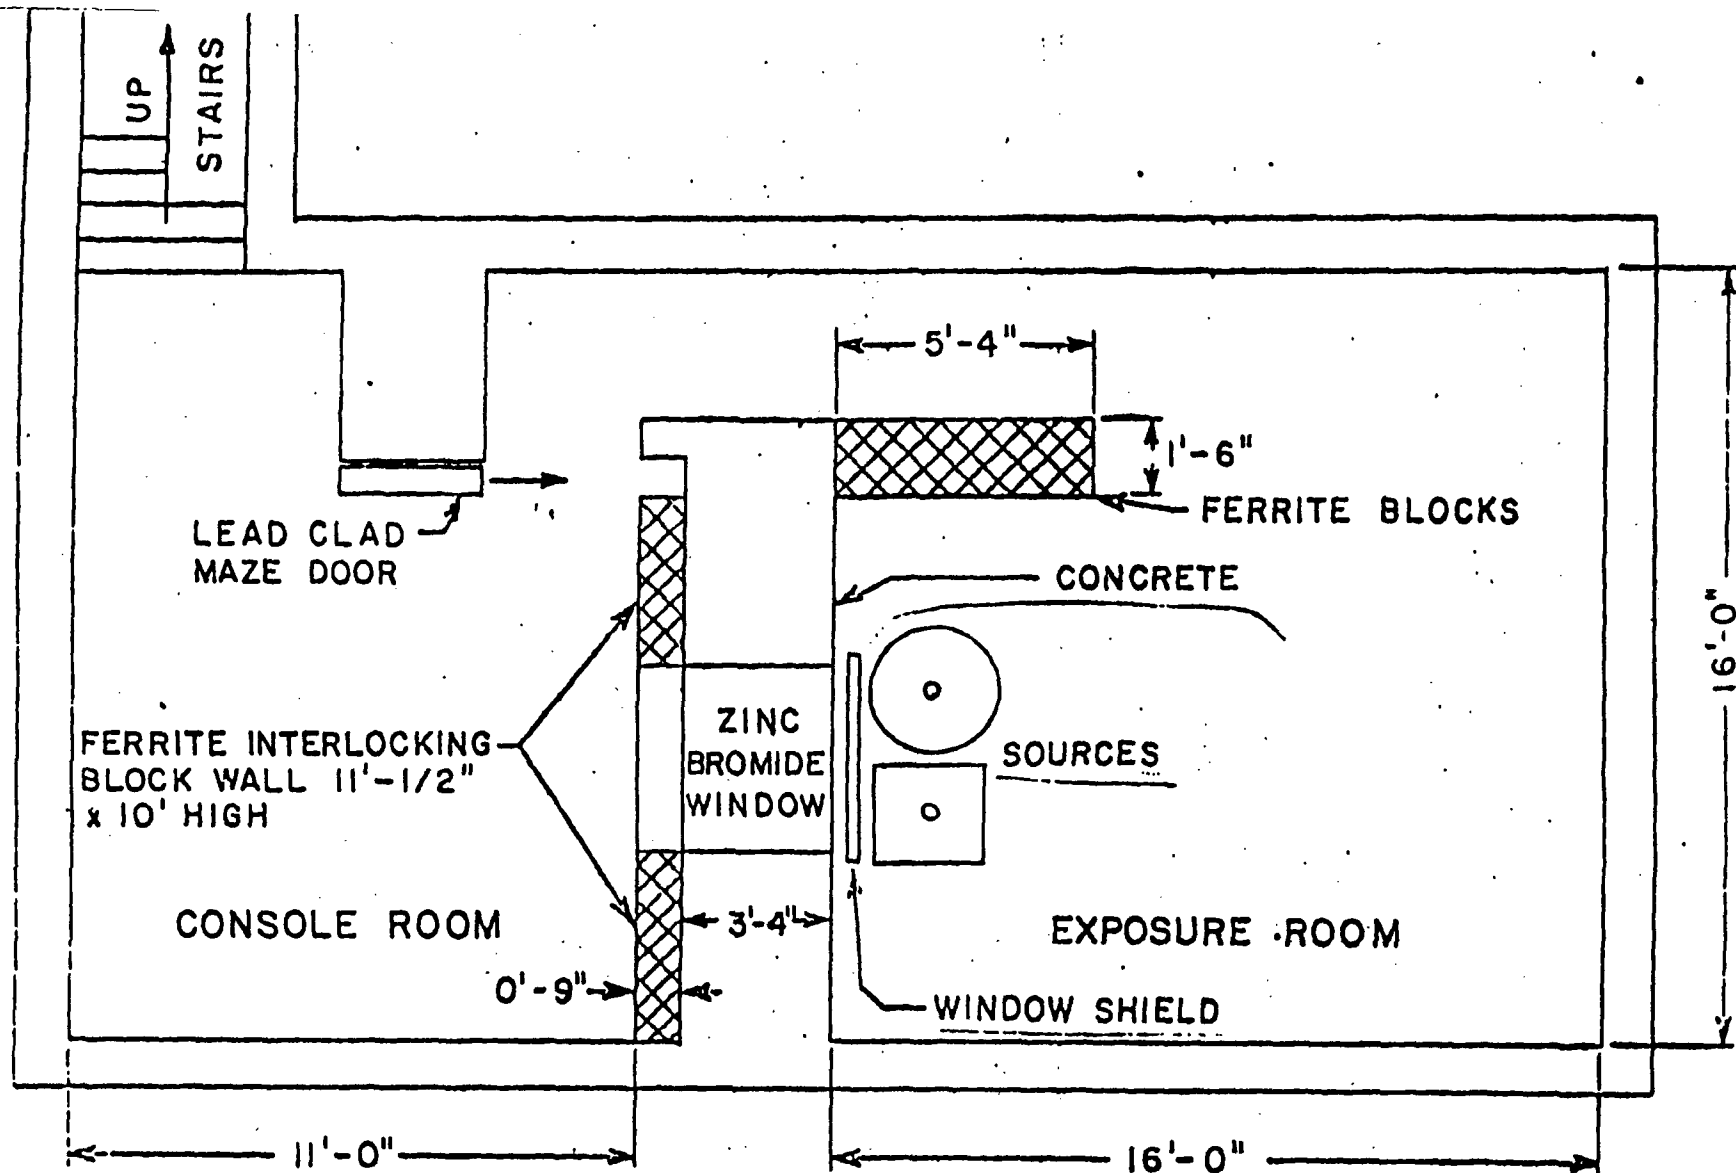 UP
STAIRS
5'-4"
1'-6"
FERRITE BLOCKS
LEAD CLAD
MAZE DOOR
CONCRETE
16'-0"
ZINC
BROMIDE
WINDOW
SOURCES
FERRITE INTERLOCKING
BLOCK WALL 11'-1/2"
x 10' HIGH
CONSOLE ROOM
3'-4"
EXPOSURE ROOM
0'-9"
WINDOW SHIELD
11'-0"
16'-0"